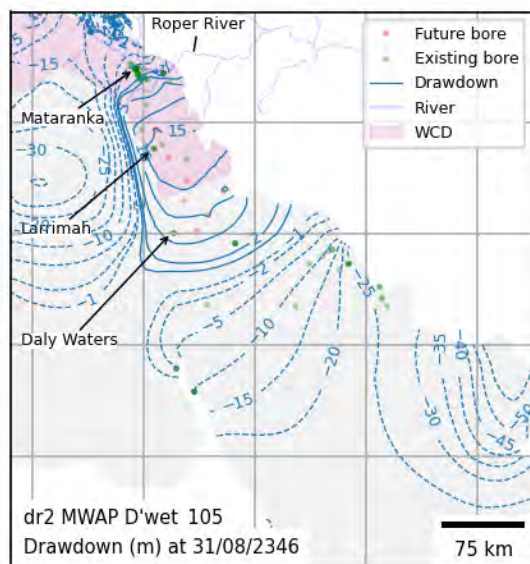 Roper River
Future bore
Existing bore
Drawdown
River
WCD
Mataranka
Larrimah
Daly Waters
-15
15
-30
-25
-10
-1
2
-1
-2
-5
-10
-15
-20
-25
-30
-35
-40
-45
-50
dr2 MWAP D'wet 105
Drawdown (m) at 31/08/2346
75 km